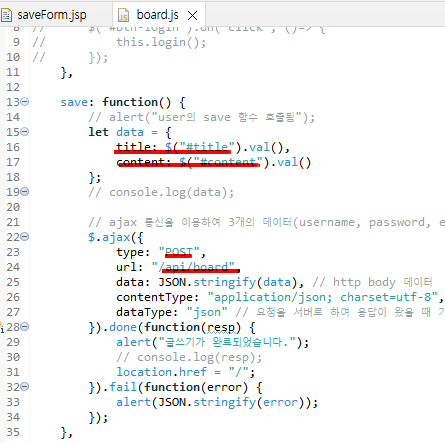 saveForm.jsp board.js
8 // $("#btn-login").on("click", ()=> {
9 // this.login();
10 // });
11 },
12
13 save: function() {
14 // alert("user의 save 함수 호출됨");
15 let data = {
16 title: $("#title").val(),
17 content: $("#content").val()
18 };
19 // console.log(data);
20
21 // ajax 통신을 이용하여 3개의 데이터(username, password, e
22 $.ajax({
23 type: "POST",
24 url: "/api/board",
25 data: JSON.stringify(data), // http body 데이터
26 contentType: "application/json; charset=utf-8",
27 dataType: "json" // 요청을 서버로 하여 응답이 왔을 때
28 }).done(function(resp) {
29 alert("글쓰기가 완료되었습니다.");
30 // console.log(resp);
31 location.href = "/";
32 }).fail(function(error) {
33 alert(JSON.stringify(error));
34 });
35 },